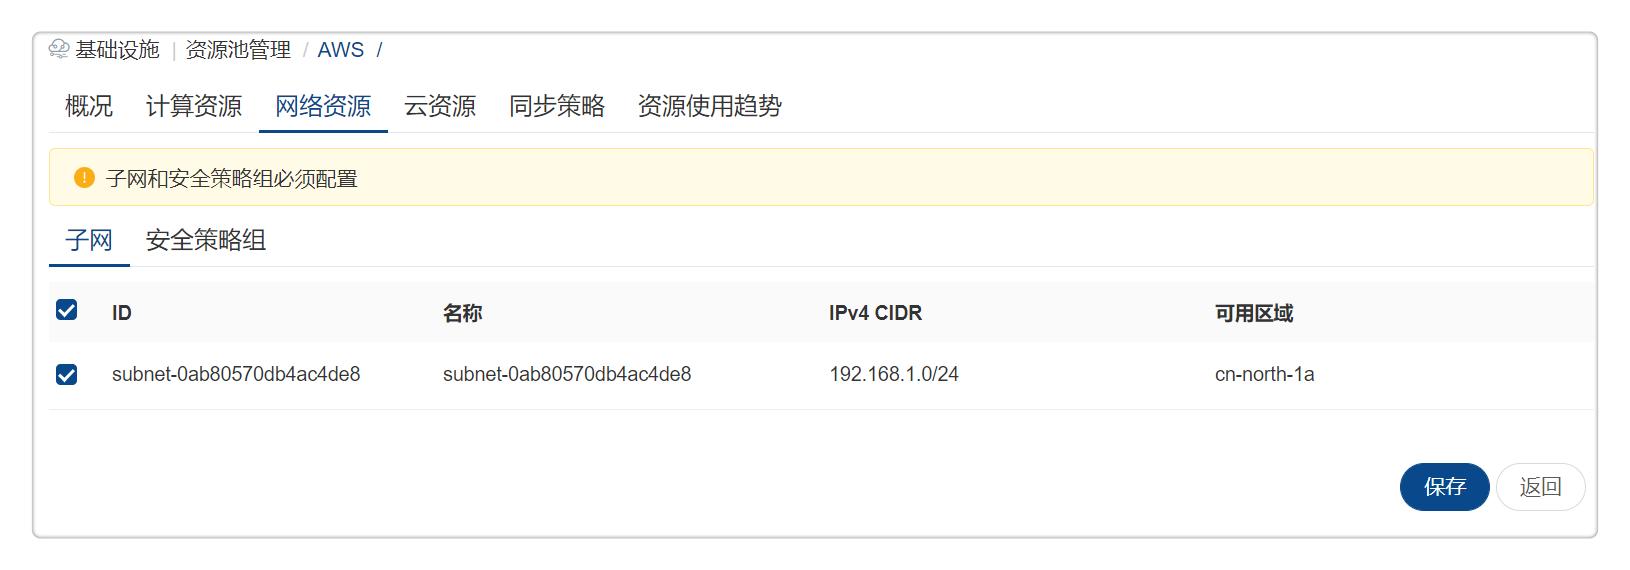 基础设施 | 资源池管理 / AWS /
概况 计算资源 网络资源 云资源 同步策略 资源使用趋势
子网和安全策略组必须配置
子网 安全策略组
ID 名称 IPv4 CIDR 可用区域
subnet-0ab80570db4ac4de8 subnet-0ab80570db4ac4de8 192.168.1.0/24 cn-north-1a
保存 返回